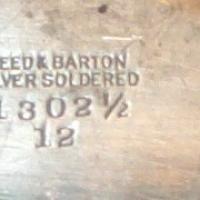 EED & BARTON
VER SOLDERED
1302½
12